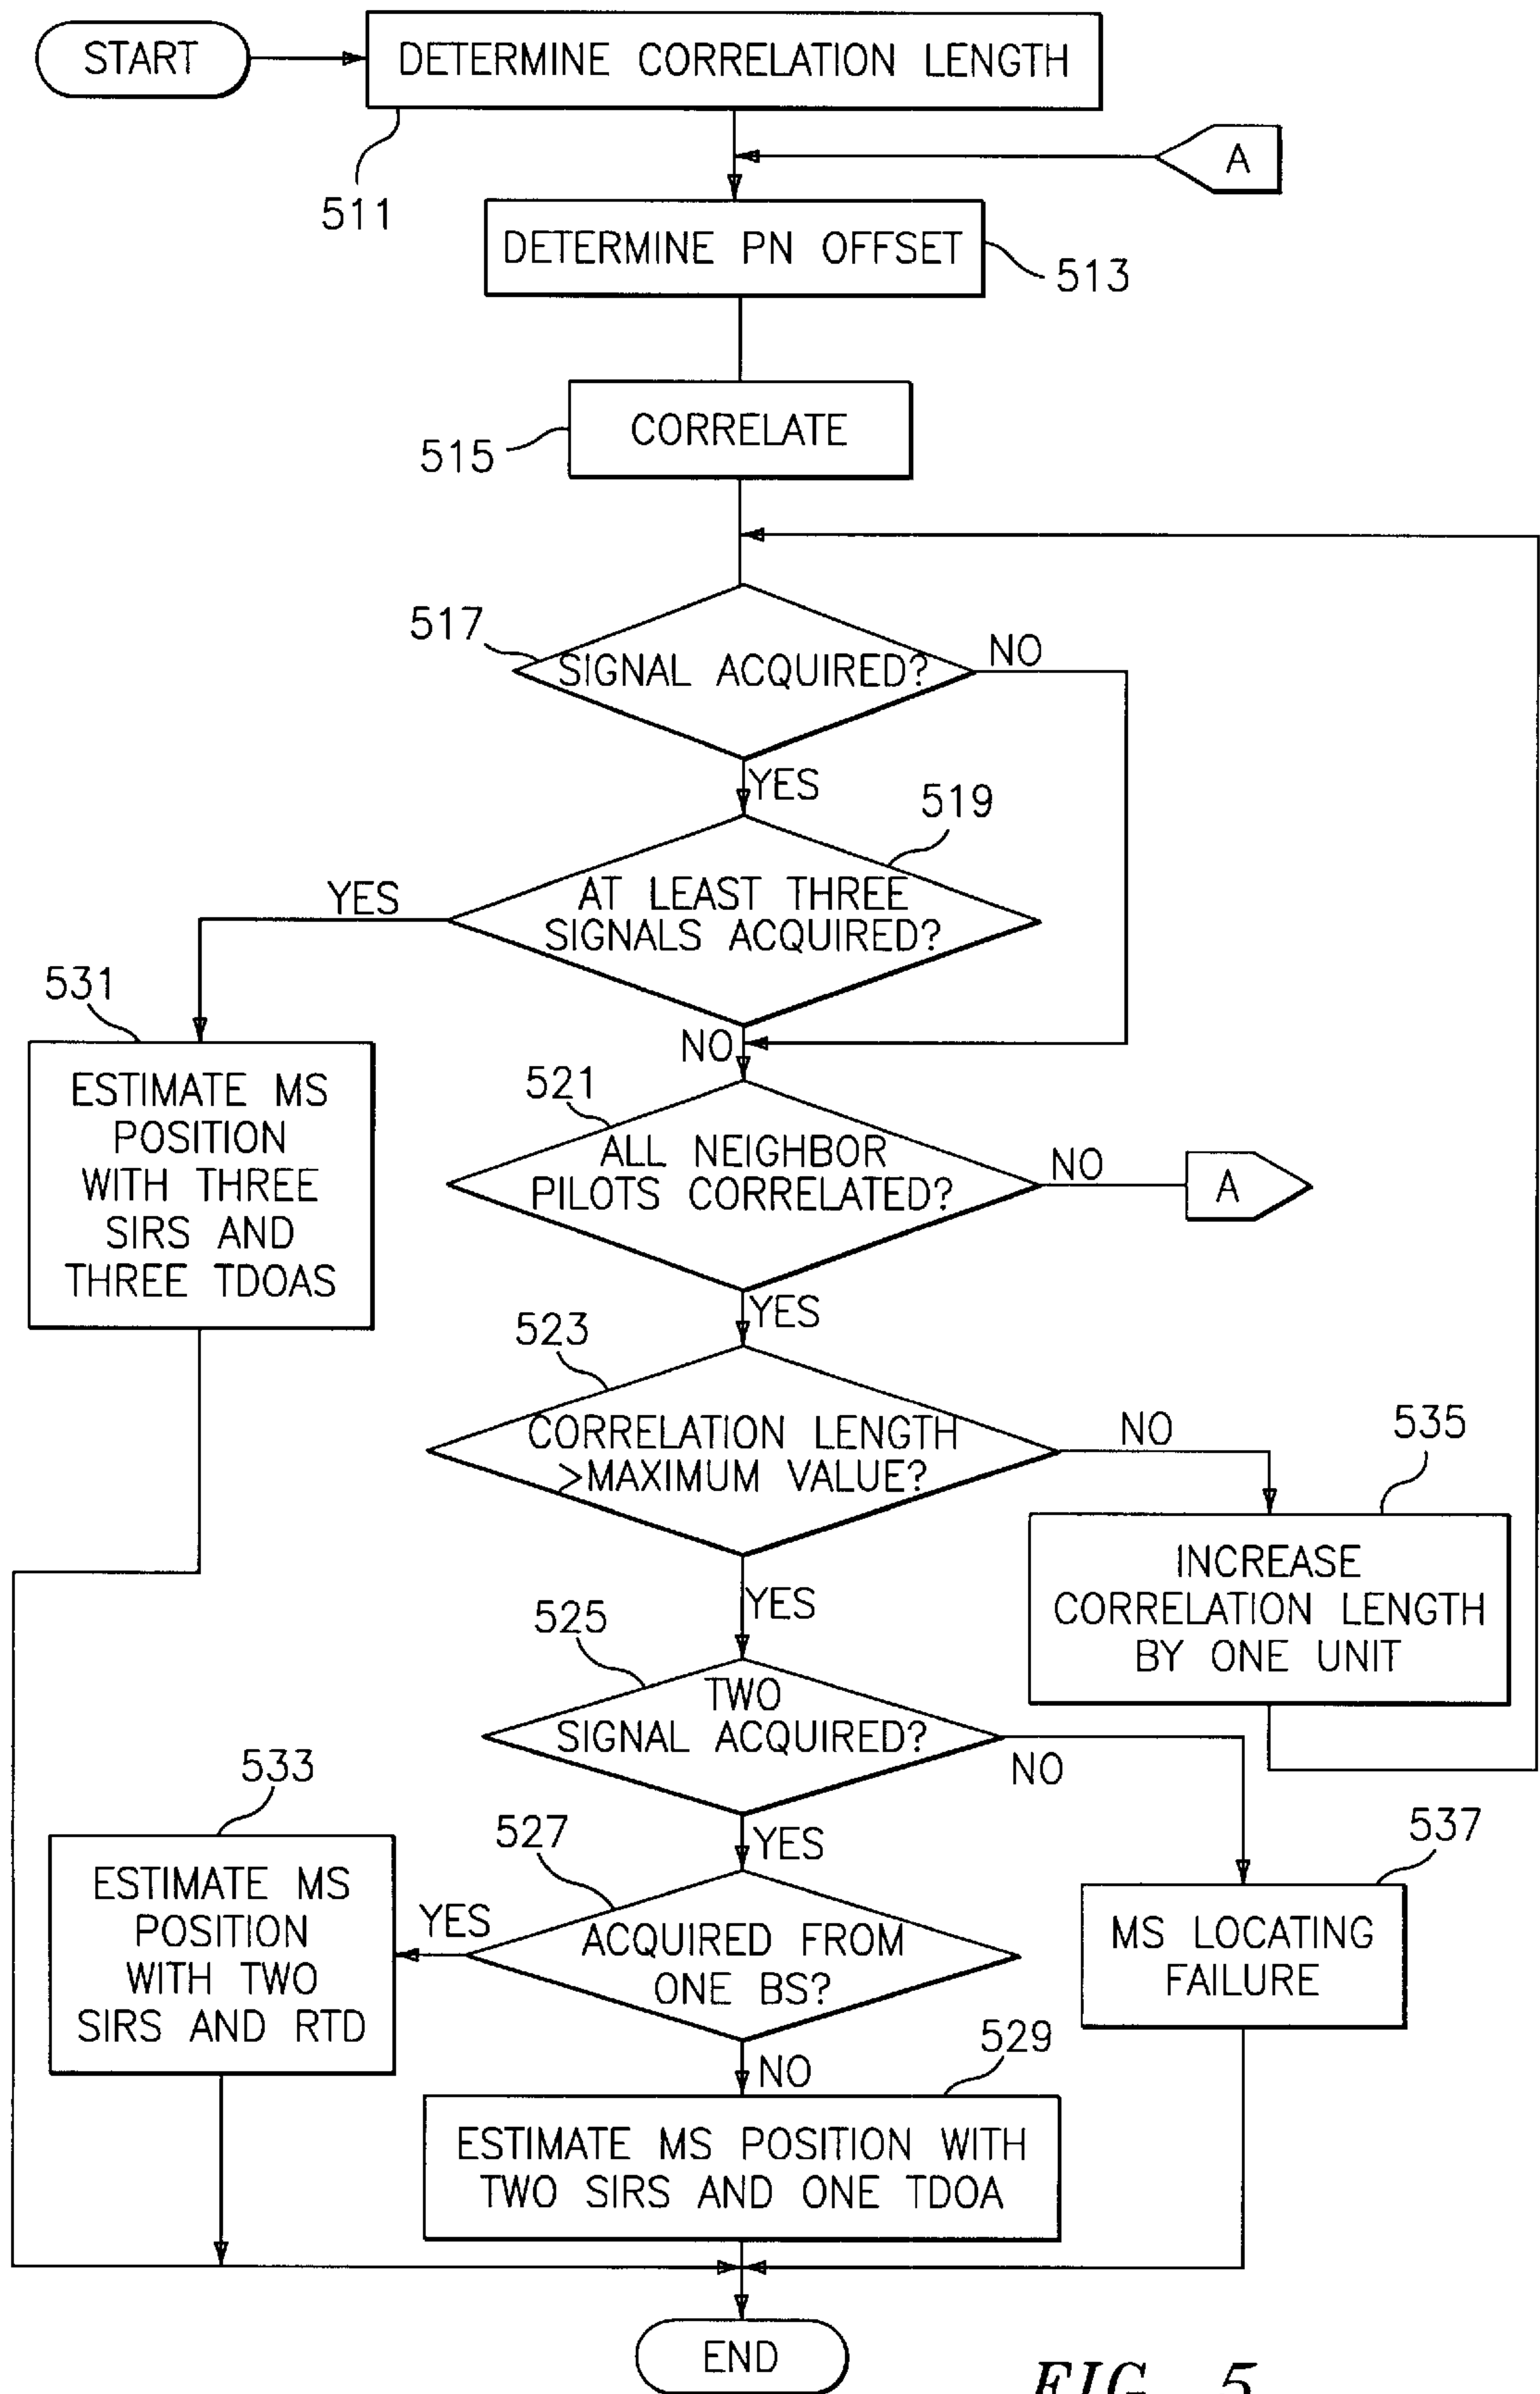 START
DETERMINE CORRELATION LENGTH
511
A
DETERMINE PN OFFSET
513
CORRELATE
515
517
SIGNAL ACQUIRED?
NO
YES
519
AT LEAST THREE
SIGNALS ACQUIRED?
YES
NO
531
ESTIMATE MS
POSITION
WITH THREE
SIRS AND
THREE TDOAS
521
ALL NEIGHBOR
PILOTS CORRELATED?
NO
A
YES
523
CORRELATION LENGTH
>MAXIMUM VALUE?
NO
535
INCREASE
CORRELATION LENGTH
BY ONE UNIT
YES
525
TWO
SIGNAL ACQUIRED?
NO
YES
533
ESTIMATE MS
POSITION
WITH TWO
SIRS AND RTD
527
ACQUIRED FROM
ONE BS?
YES
NO
537
MS LOCATING
FAILURE
529
ESTIMATE MS POSITION WITH
TWO SIRS AND ONE TDOA
END
FIG. 5